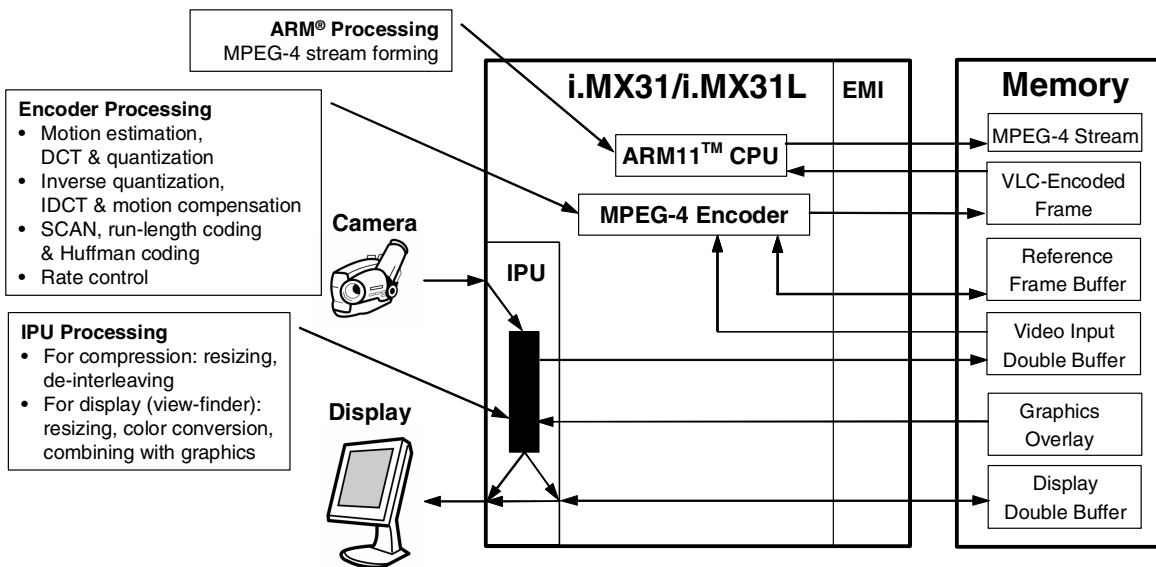 ARM® Processing
MPEG-4 stream forming
Encoder Processing
• Motion estimation,
DCT & quantization
• Inverse quantization,
IDCT & motion compensation
• SCAN, run-length coding
& Huffman coding
• Rate control
IPU Processing
• For compression: resizing,
de-interleaving
• For display (view-finder):
resizing, color conversion,
combining with graphics
Camera
Display
i.MX31/i.MX31L
EMI
ARM11™ CPU
MPEG-4 Encoder
IPU
Memory
MPEG-4 Stream
VLC-Encoded
Frame
Reference
Frame Buffer
Video Input
Double Buffer
Graphics
Overlay
Display
Double Buffer